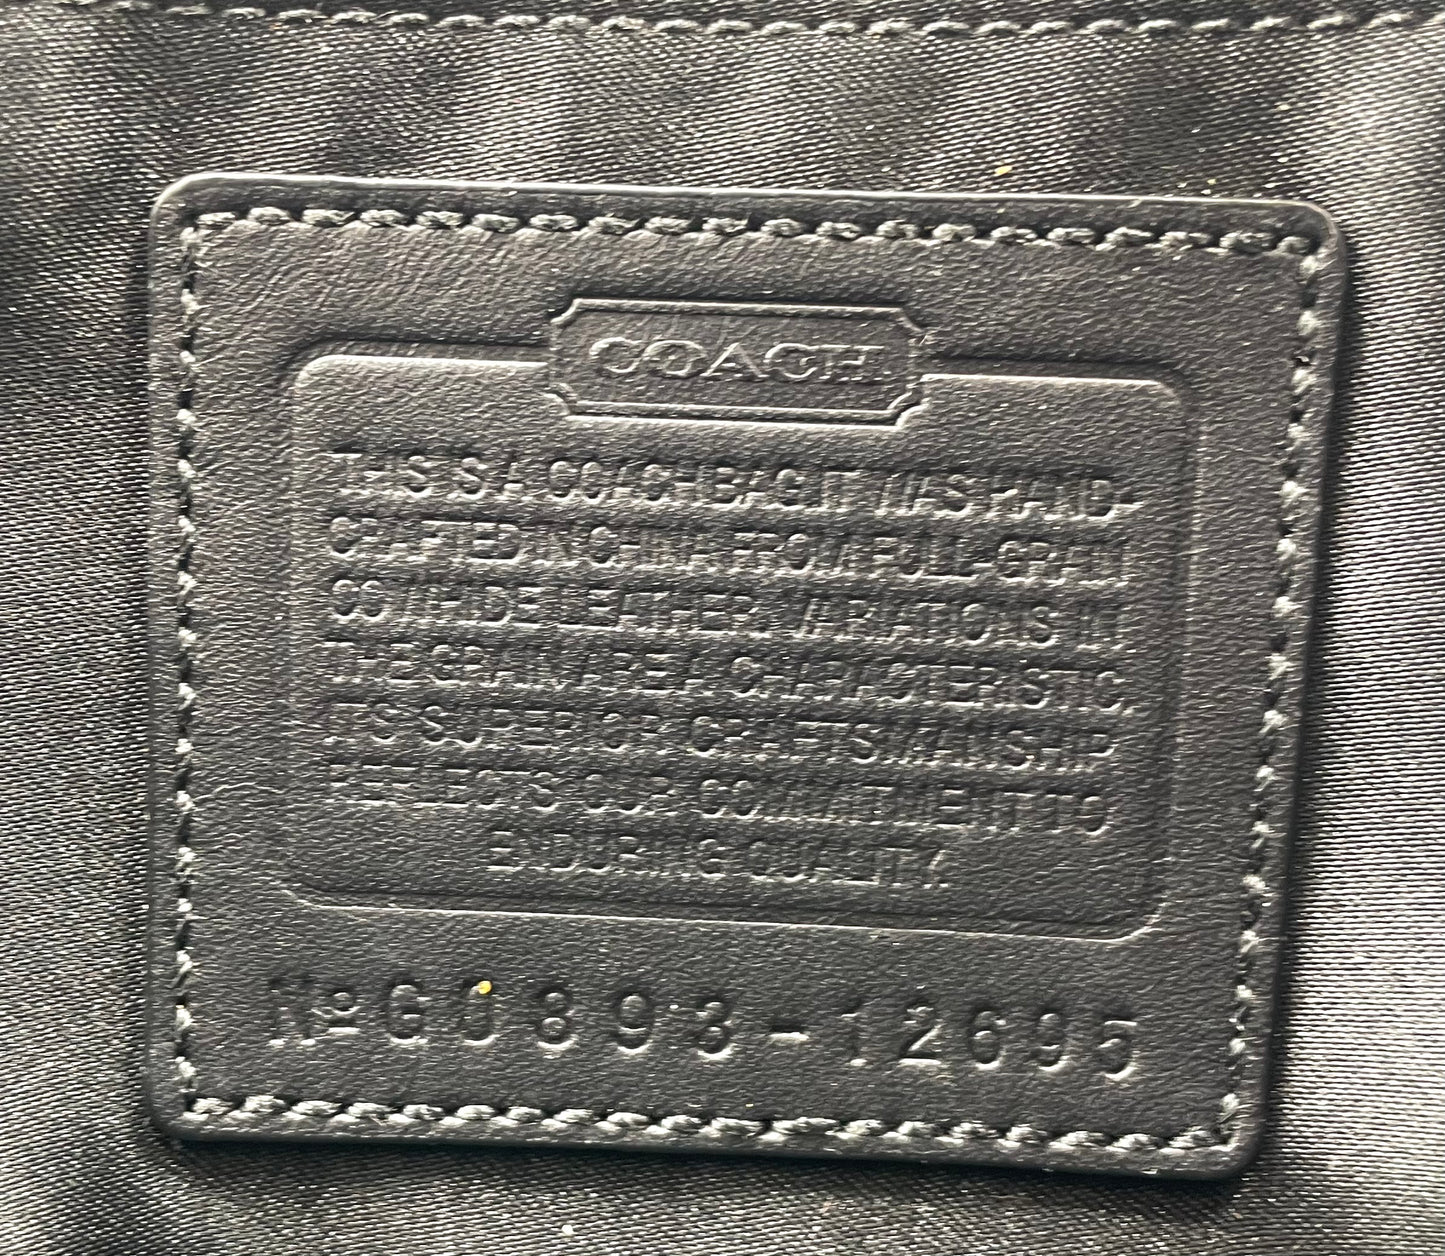 COACH
THIS IS A COACH BAG. IT WAS HAND-
CRAFTED IN CHINA FROM FULL-GRAIN
COWHIDE LEATHER. VARIATIONS IN
THE GRAIN ARE A CHARACTERISTIC.
ITS SUPERIOR CRAFTSMANSHIP
REFLECTS OUR COMMITMENT TO
ENDURING QUALITY.
Nº G0893-12695